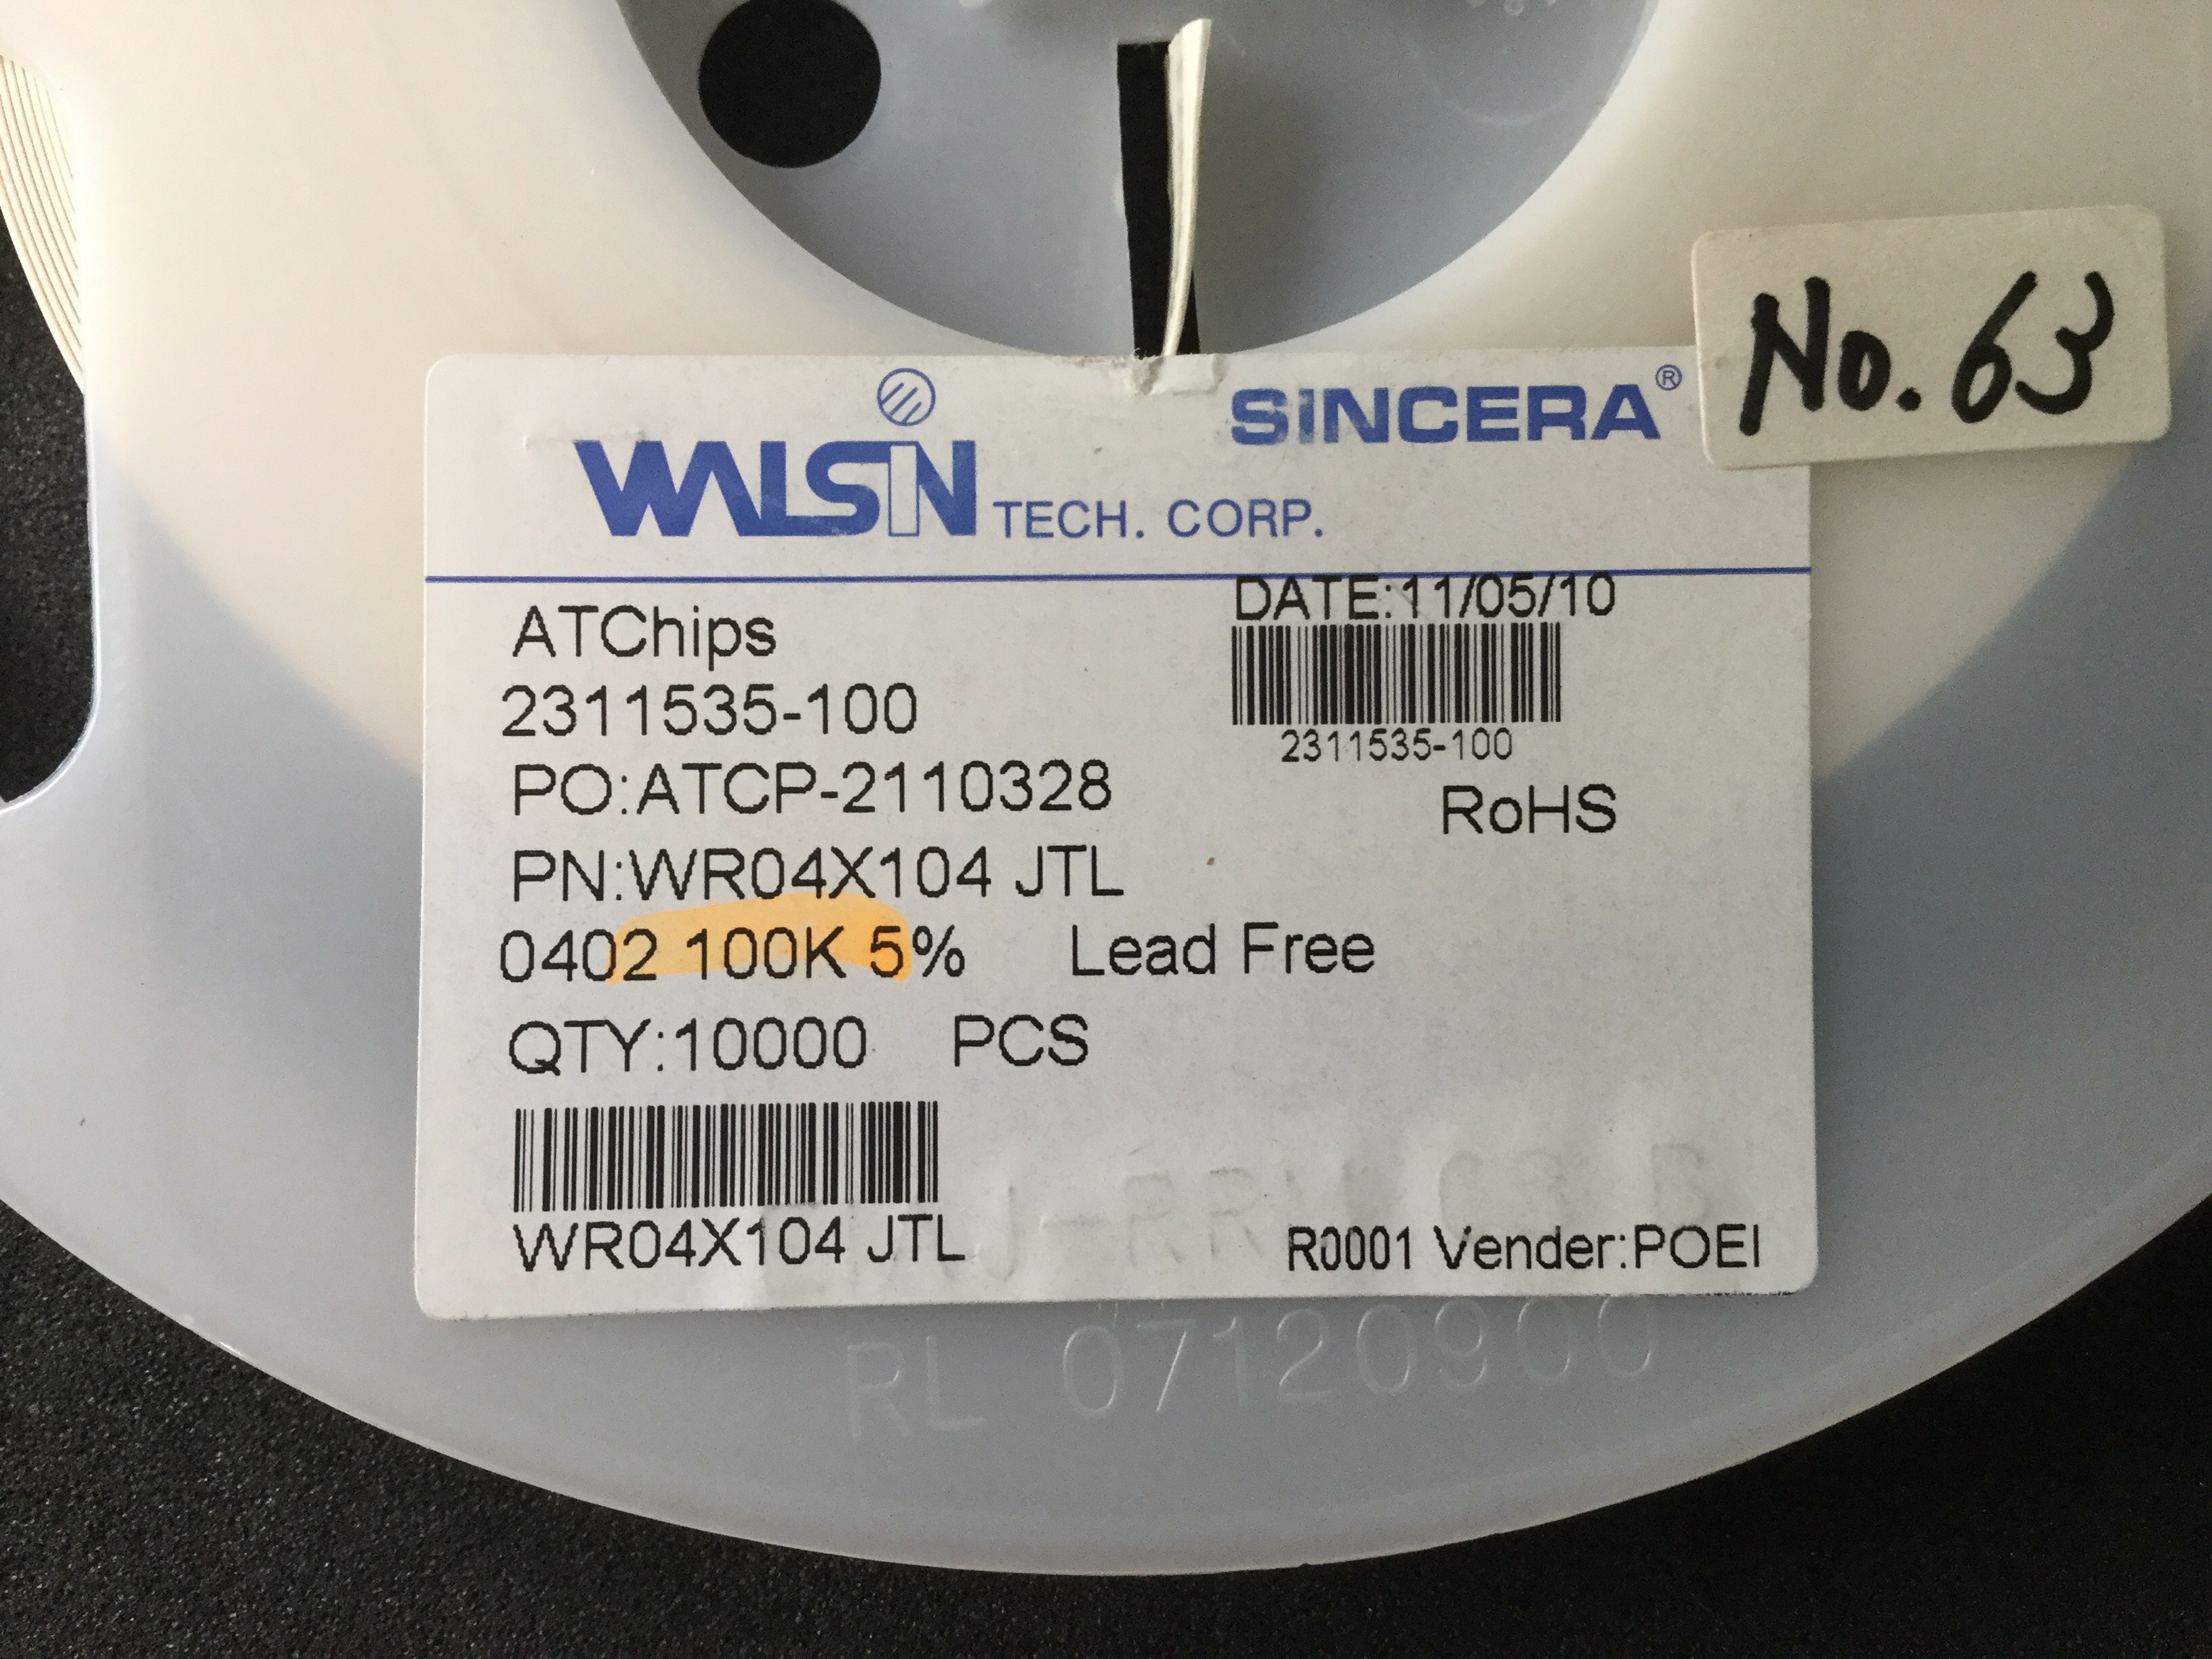 No.63
SINCERA®
WALSIN TECH. CORP.
DATE:11/05/10
ATChips
2311535-100
2311535-100
PO:ATCP-2110328
RoHS
PN:WR04X104 JTL
0402 100K 5% Lead Free
QTY:10000 PCS
WR04X104 JTL
R0001 Vender:POEI
RL 07120900